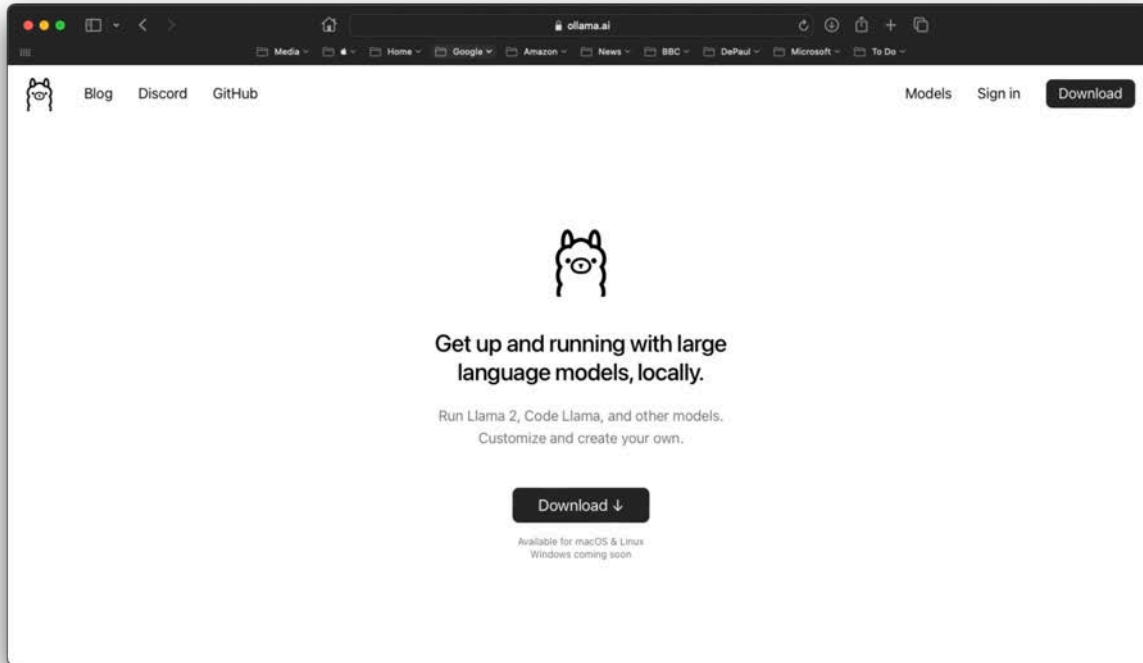 ollama.ai
Media Home Google Amazon News BBC DePaul Microsoft To Do
Blog Discord GitHub Models Sign in Download
Get up and running with large
language models, locally.
Run Llama 2, Code Llama, and other models.
Customize and create your own.
Download ↓
Available for macOS & Linux
Windows coming soon